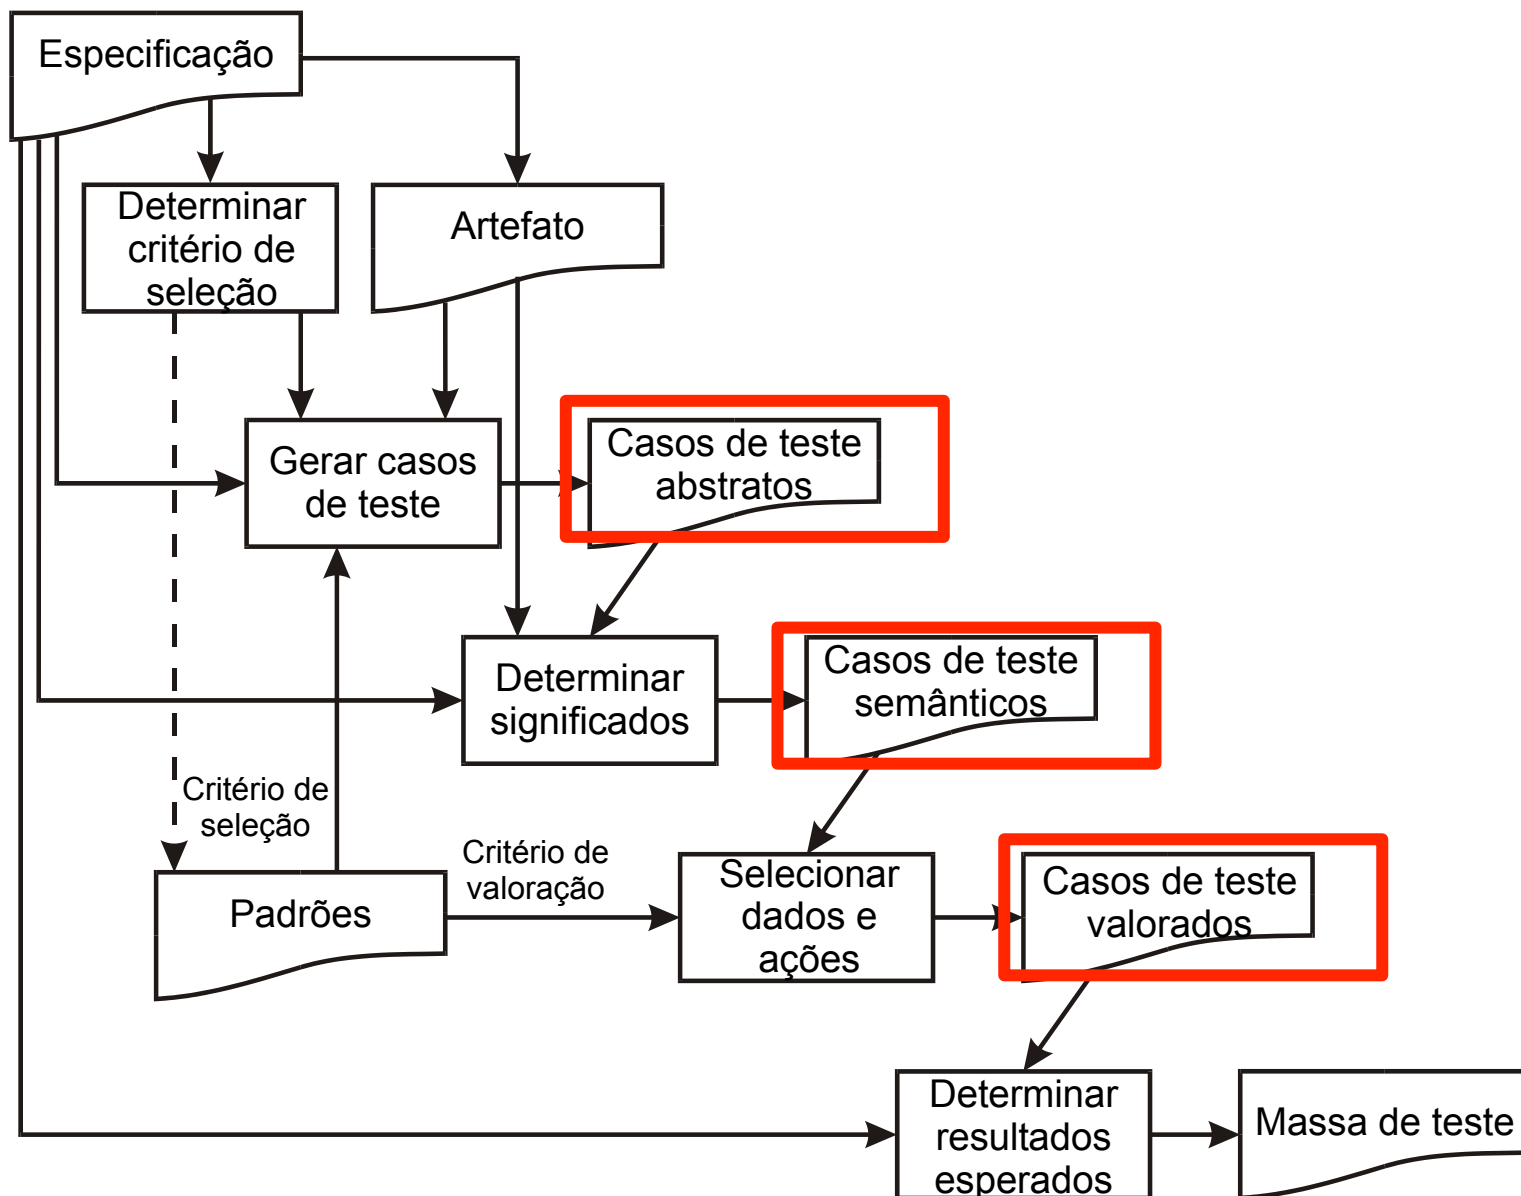 Especificação
Determinar
critério de
seleção
Artefato
Gerar casos
de teste
Casos de teste
abstratos
Determinar
significados
Casos de teste
semânticos
Critério de
seleção
Critério de
valoração
Padrões
Selecionar
dados e
ações
Casos de teste
valorados
Determinar
resultados
esperados
Massa de teste